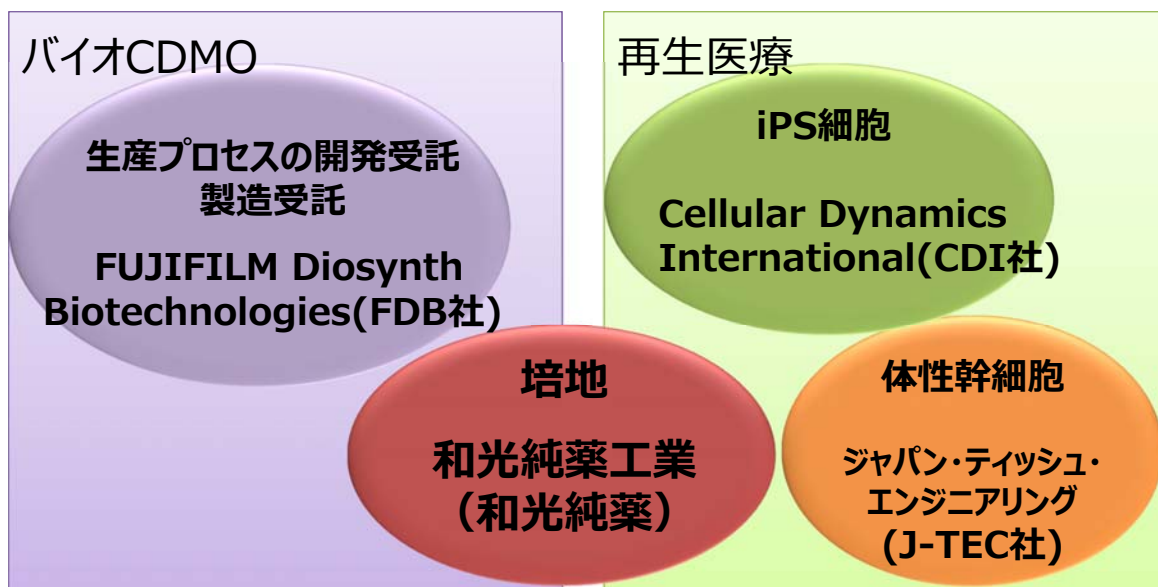 バイオCDMO
生産プロセスの開発受託
製造受託
FUJIFILM Diosynth
Biotechnologies(FDB社)
再生医療
iPS細胞
Cellular Dynamics
International(CDI社)
培地
和光純薬工業
（和光純薬）
体性幹細胞
ジャパン・ティッシュ・
エンジニアリング
(J-TEC社)